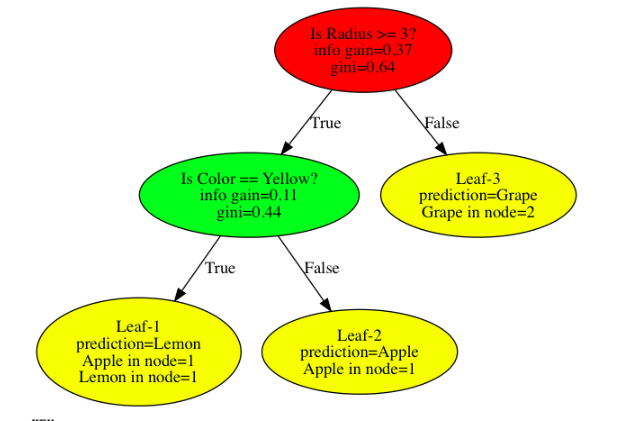 Is Radius >= 3?
info gain=0.37
gini=0.64
True
False
Is Color == Yellow?
info gain=0.11
gini=0.44
Leaf-3
prediction=Grape
Grape in node=2
True
False
Leaf-1
prediction=Lemon
Apple in node=1
Lemon in node=1
Leaf-2
prediction=Apple
Apple in node=1